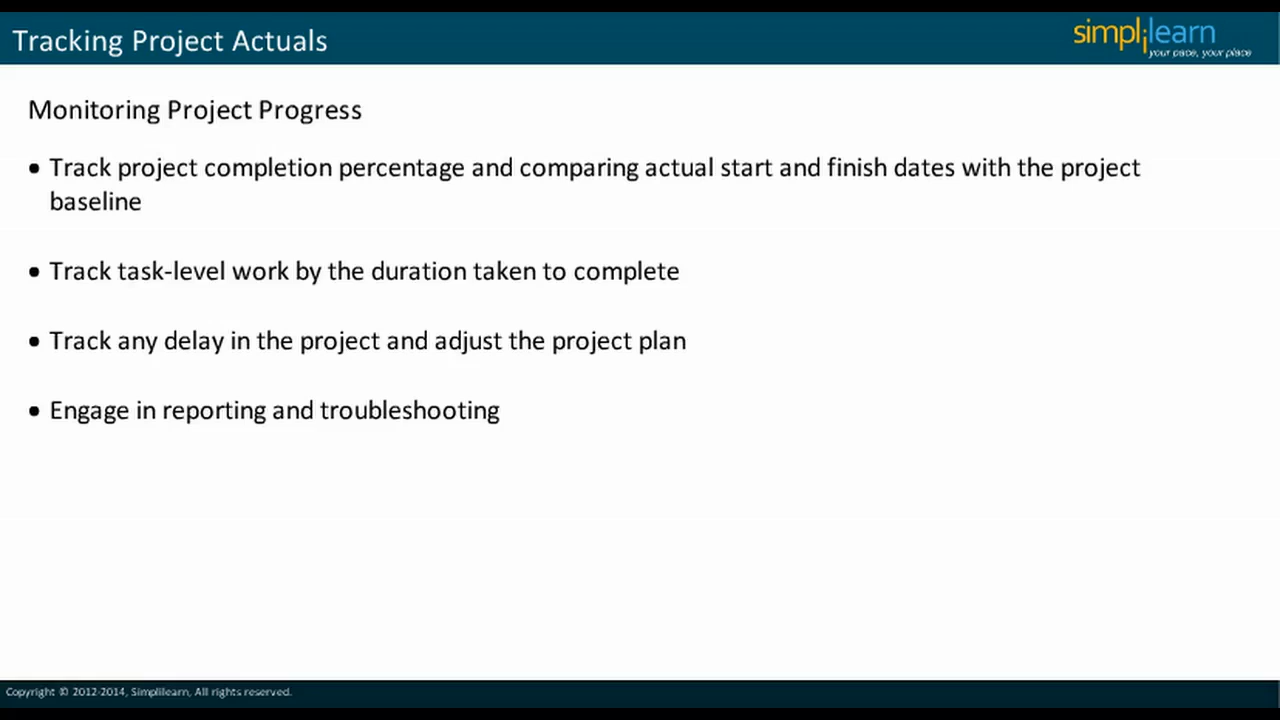 Tracking Project Actuals
simplilearn
your pace, your place
Monitoring Project Progress
• Track project completion percentage and comparing actual start and finish dates with the project
baseline
• Track task-level work by the duration taken to complete
• Track any delay in the project and adjust the project plan
• Engage in reporting and troubleshooting
Copyright © 2012-2014, Simplilearn, All rights reserved.